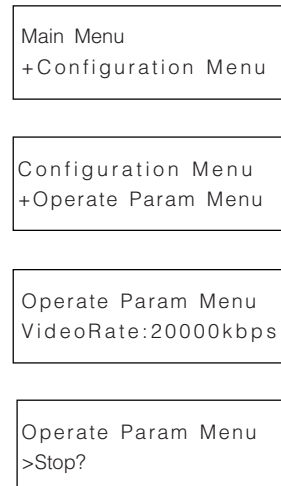 Main Menu
+Configuration Menu
Configuration Menu
+Operate Param Menu
Operate Param Menu
VideoRate:20000kbps
Operate Param Menu
>Stop?